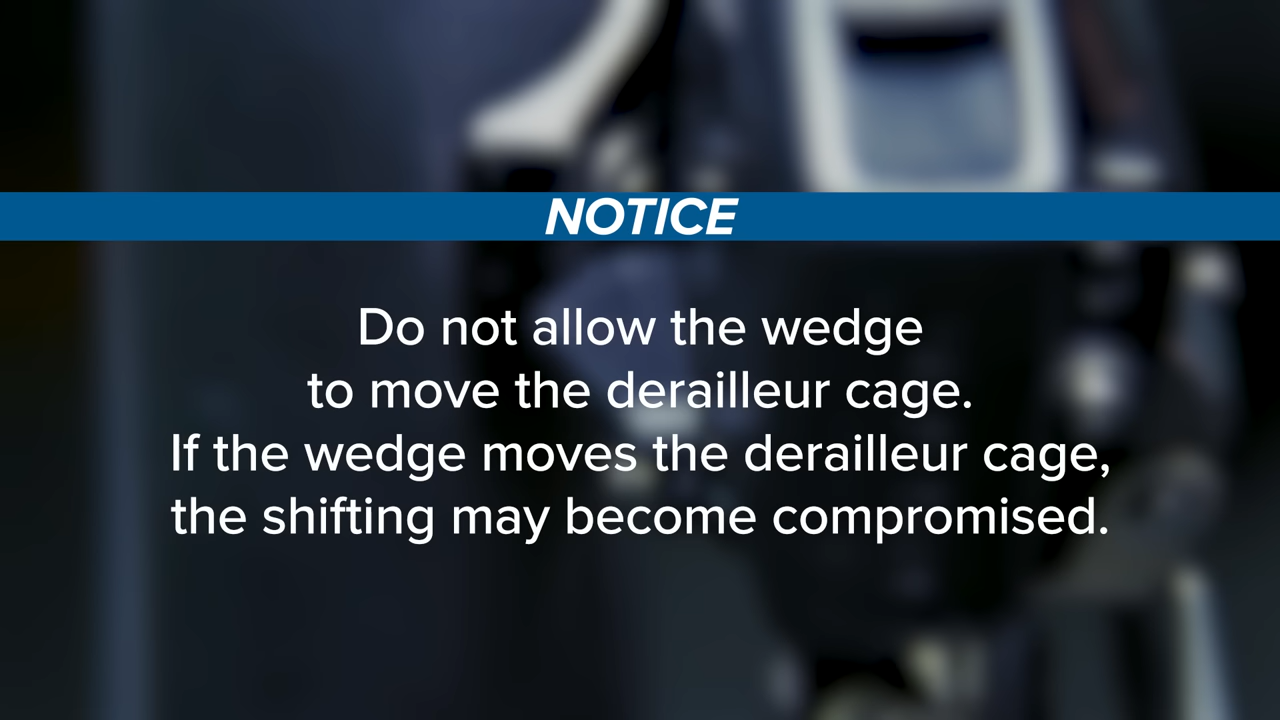 NOTICE
Do not allow the wedge
to move the derailleur cage.
If the wedge moves the derailleur cage,
the shifting may become compromised.